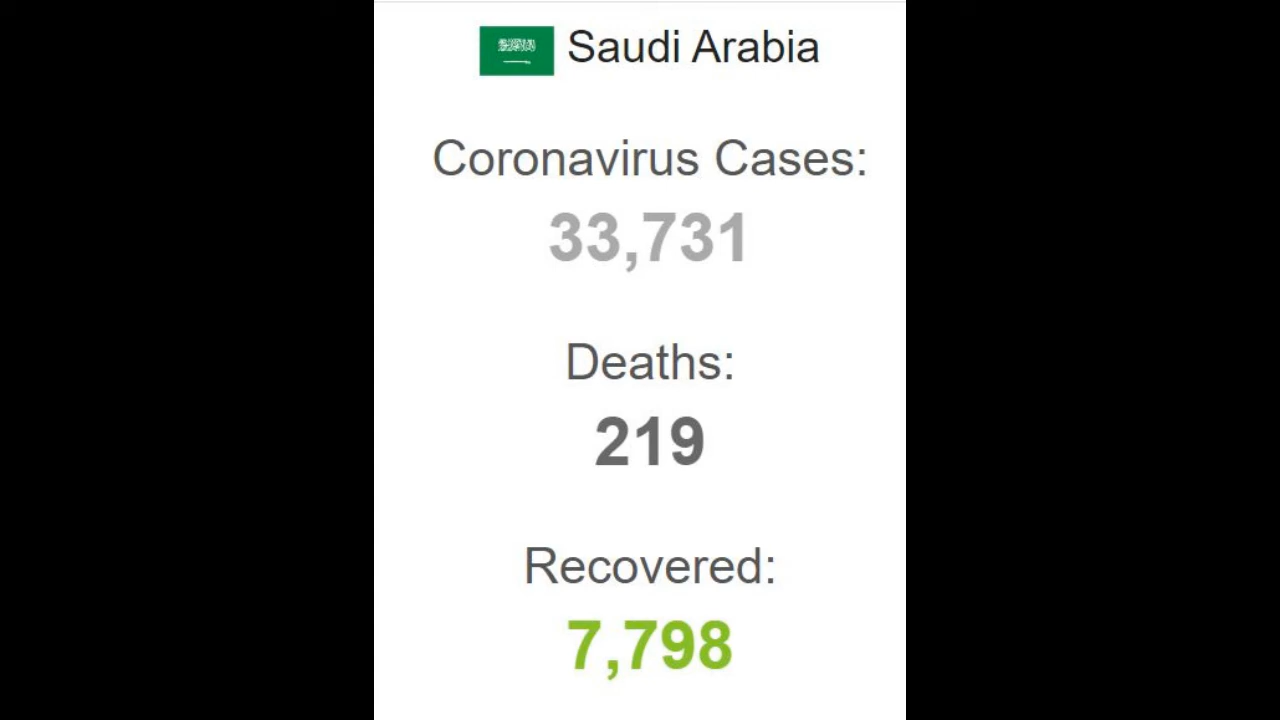 Saudi Arabia
Coronavirus Cases:
33,731
Deaths:
219
Recovered:
7,798